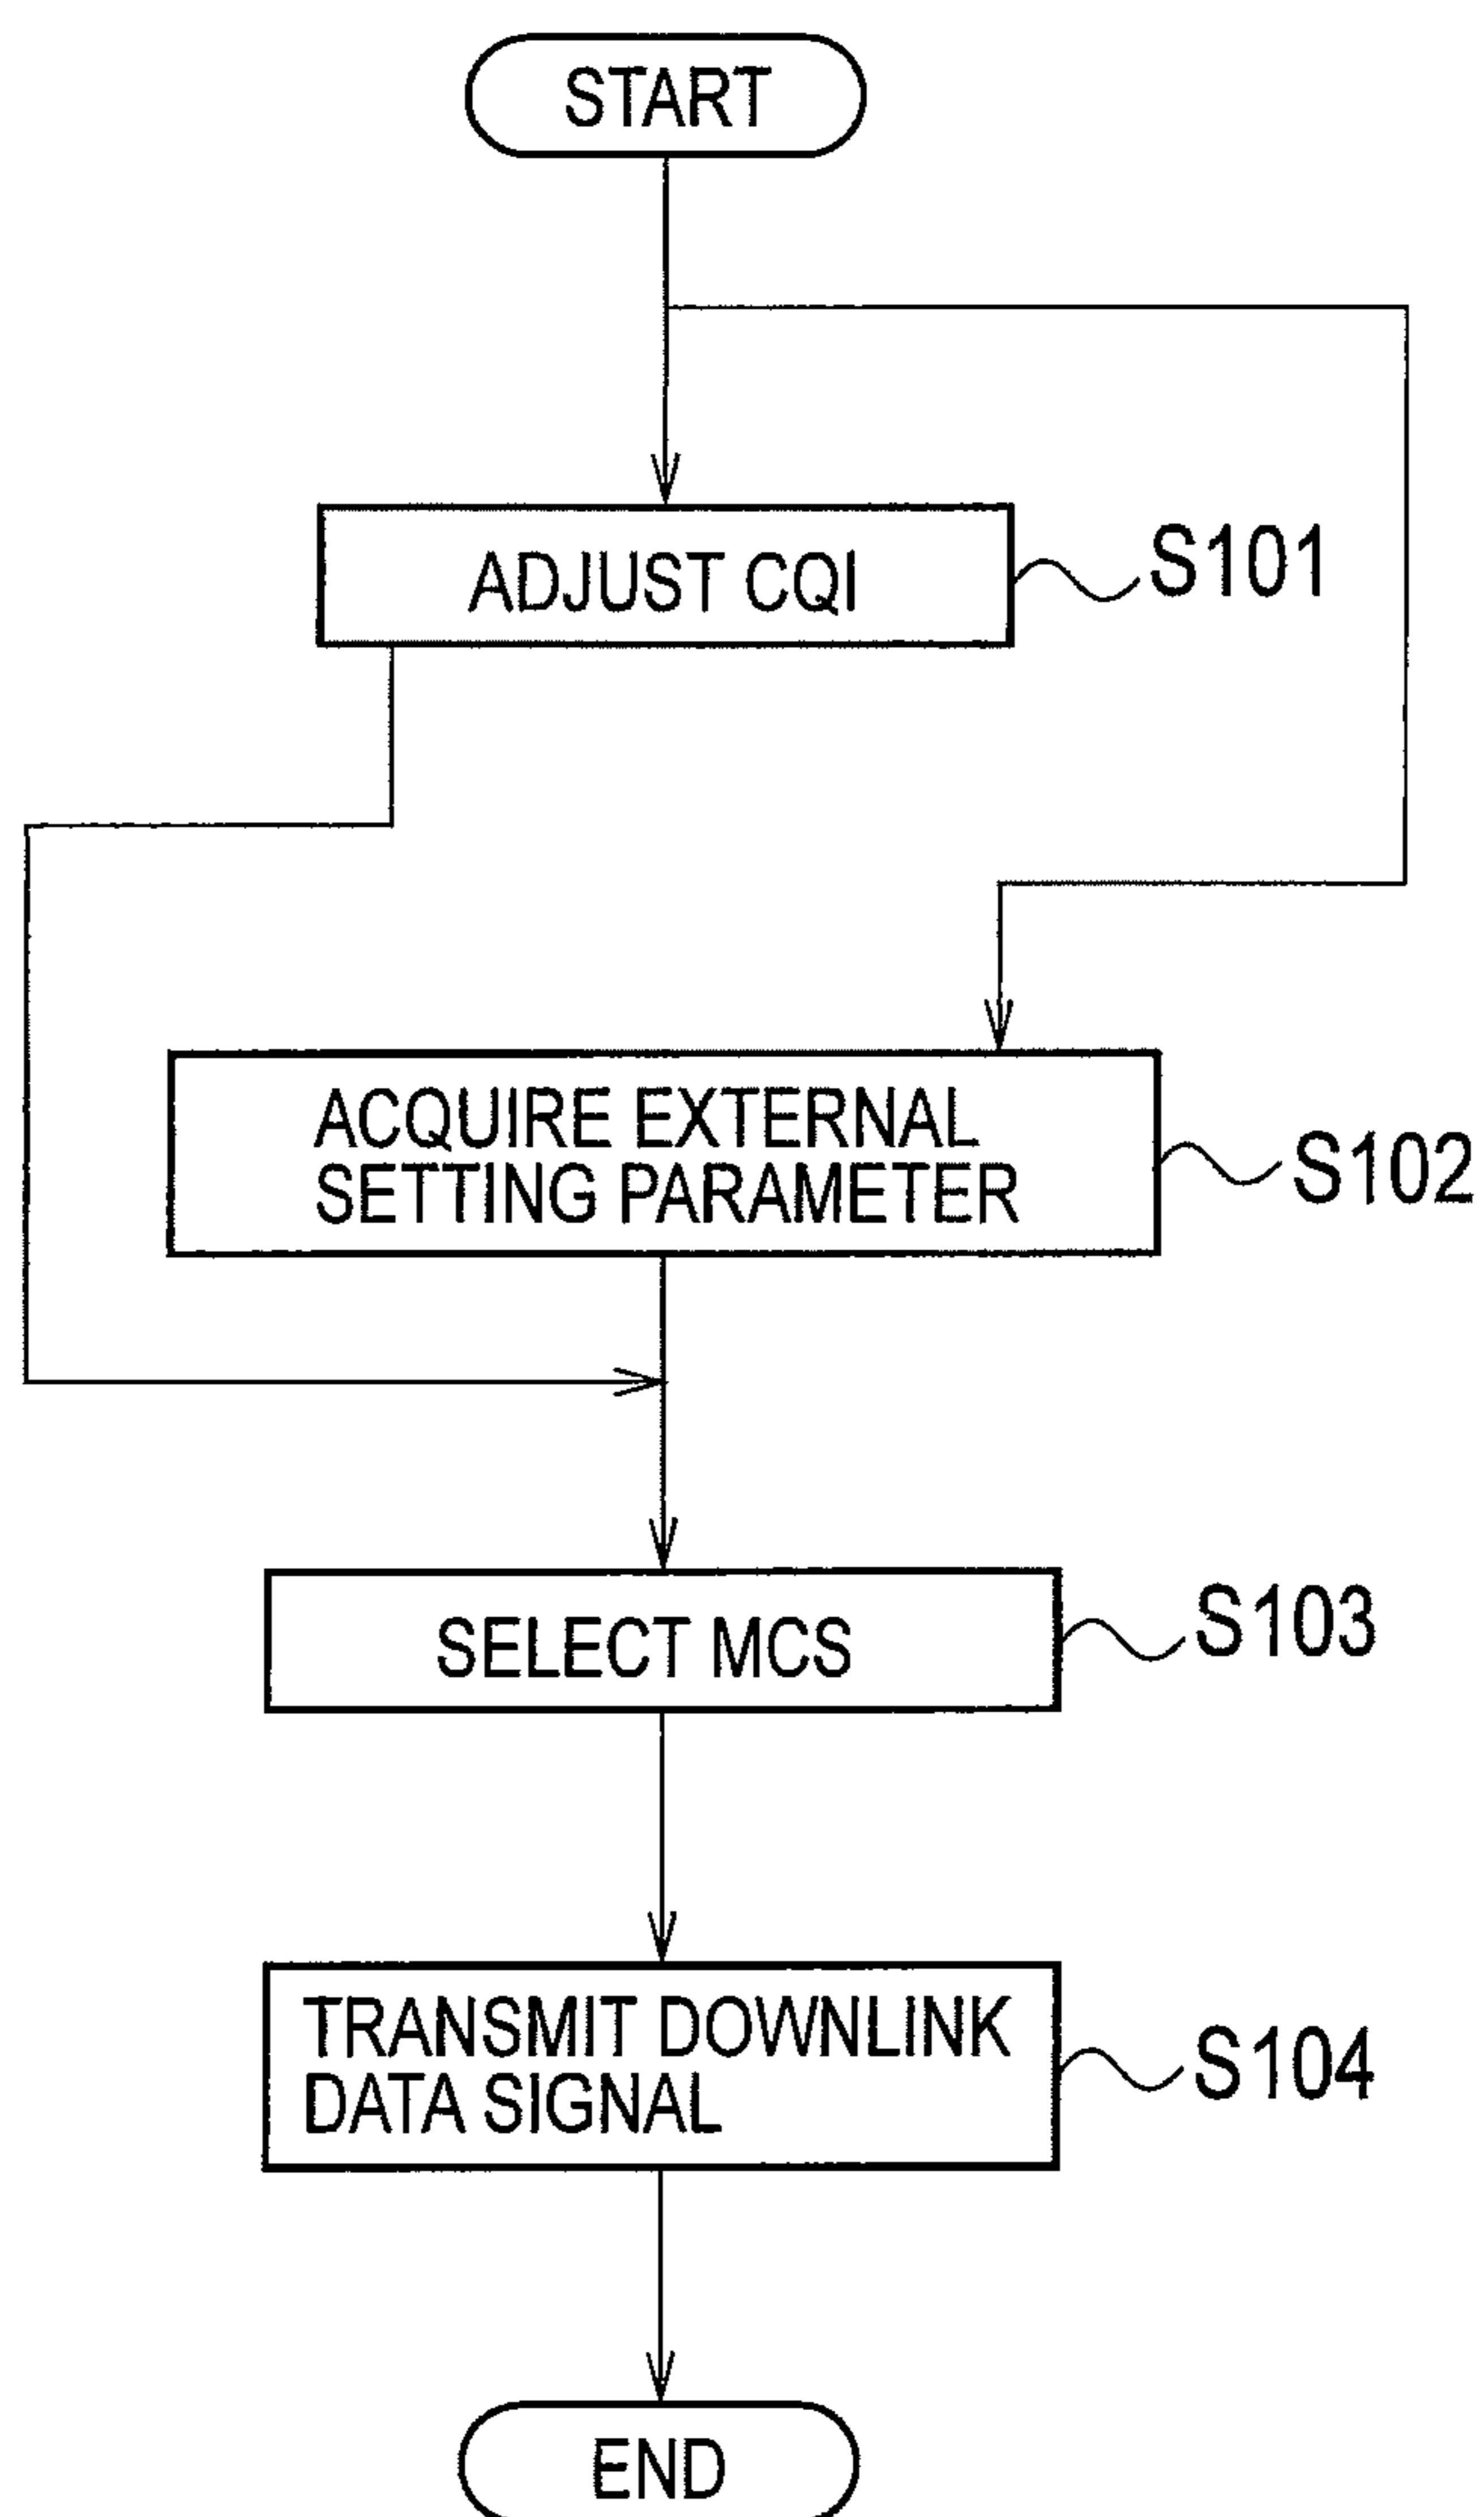 START
ADJUST CQI
S101
ACQUIRE EXTERNAL
SETTING PARAMETER
S102
SELECT MCS
S103
TRANSMIT DOWNLINK
DATA SIGNAL
S104
END